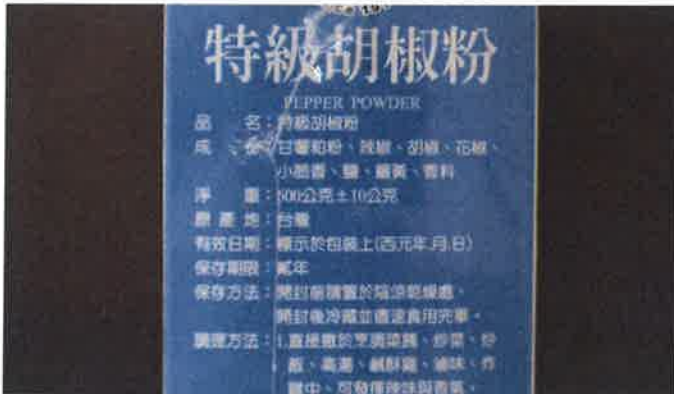 特級胡椒粉
PEPPER POWDER
品 名：特級胡椒粉
成 份：甘薯粕粉、辣椒、胡椒、花椒、
小茴香、鹽、薑黃、香料
淨 重：600公克±10公克
原產地：台灣
有效日期：標示於包裝上(西元年.月.日)
保存期限：貳年
保存方法：開封前請置於陰涼乾燥處，
開封後冷藏並儘速食用完畢。
調理方法：1.直接撒於烹調菜餚、炒菜、炒
飯、高湯、鹹酥雞、滷味、炸
雞中、可發揮辣味與香氣。